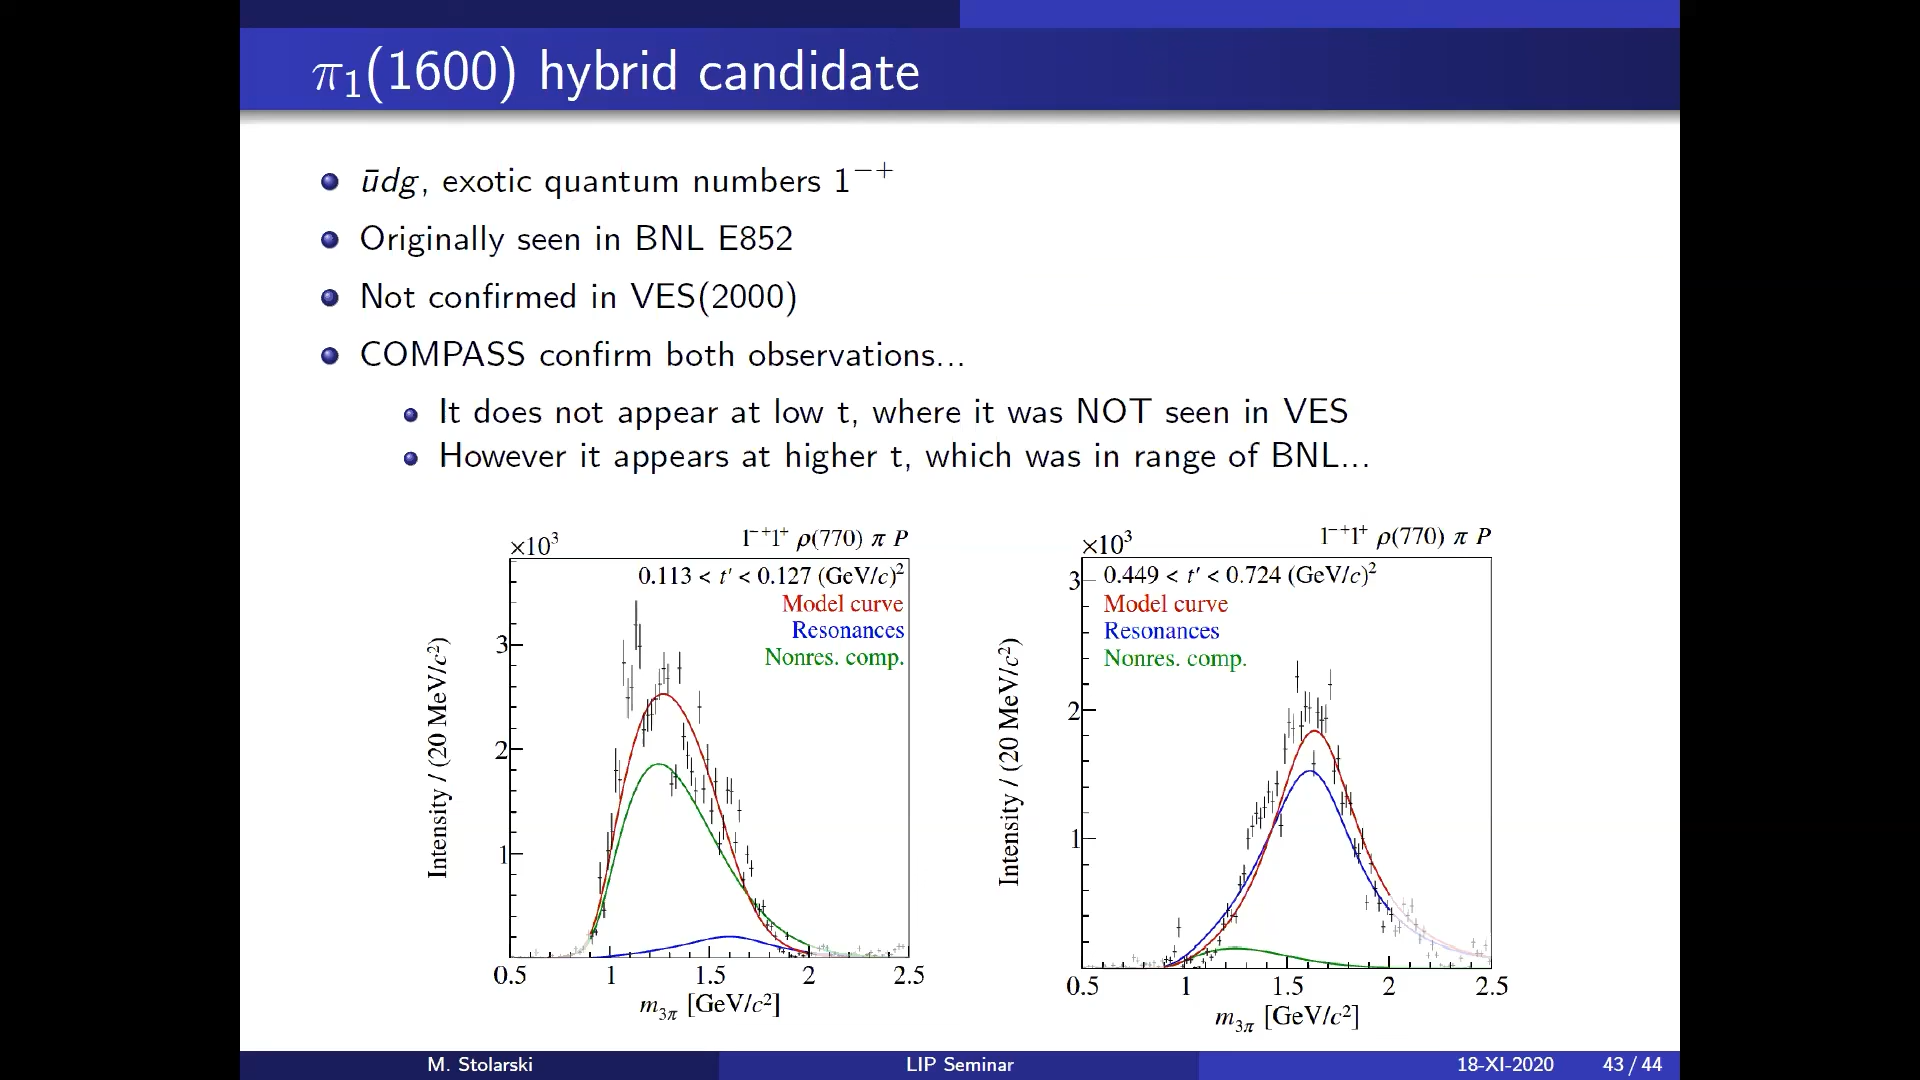 π₁(1600) hybrid candidate
ūdg, exotic quantum numbers 1⁻⁺
Originally seen in BNL E852
Not confirmed in VES(2000)
COMPASS confirm both observations...
It does not appear at low t, where it was NOT seen in VES
However it appears at higher t, which was in range of BNL...
×10³
1⁻⁺1⁺ ρ(770) π P
0.113 < t′ < 0.127 (GeV/c)²
Model curve
Resonances
Nonres. comp.
Intensity / (20 MeV/c²)
3
2
1
0.5 1 1.5 2 2.5
m₃π [GeV/c²]
×10³
1⁻⁺1⁺ ρ(770) π P
0.449 < t′ < 0.724 (GeV/c)²
Model curve
Resonances
Nonres. comp.
Intensity / (20 MeV/c²)
3
2
1
0.5 1 1.5 2 2.5
m₃π [GeV/c²]
M. Stolarski LIP Seminar 18-XI-2020 43 / 44